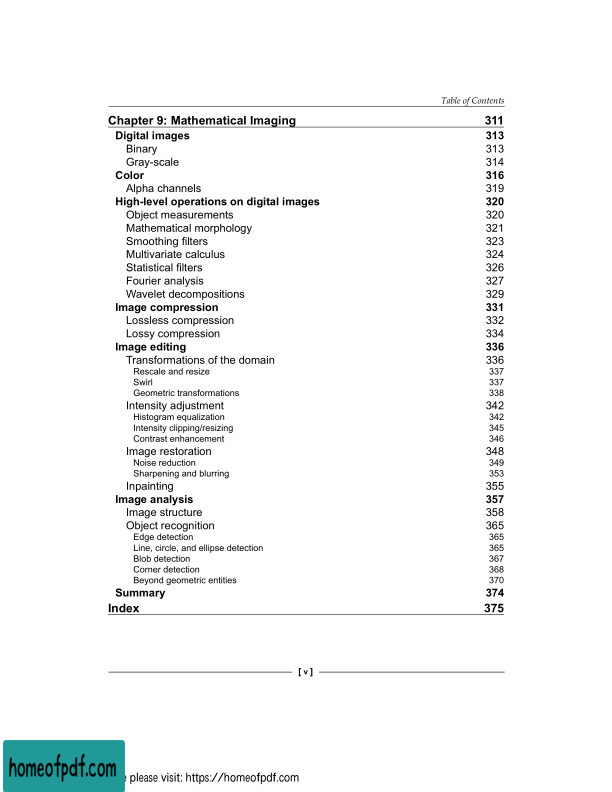 Table of Contents
Chapter 9: Mathematical Imaging 311
Digital images 313
Binary 313
Gray-scale 314
Color 316
Alpha channels 319
High-level operations on digital images 320
Object measurements 320
Mathematical morphology 321
Smoothing filters 323
Multivariate calculus 324
Statistical filters 326
Fourier analysis 327
Wavelet decompositions 329
Image compression 331
Lossless compression 332
Lossy compression 334
Image editing 336
Transformations of the domain 336
Rescale and resize 337
Swirl 337
Geometric transformations 338
Intensity adjustment 342
Histogram equalization 342
Intensity clipping/resizing 345
Contrast enhancement 346
Image restoration 348
Noise reduction 349
Sharpening and blurring 353
Inpainting 355
Image analysis 357
Image structure 358
Object recognition 365
Edge detection 365
Line, circle, and ellipse detection 365
Blob detection 367
Corner detection 368
Beyond geometric entities 370
Summary 374
Index 375
[ v ]
homeofpdf.com
please visit: https://homeofpdf.com